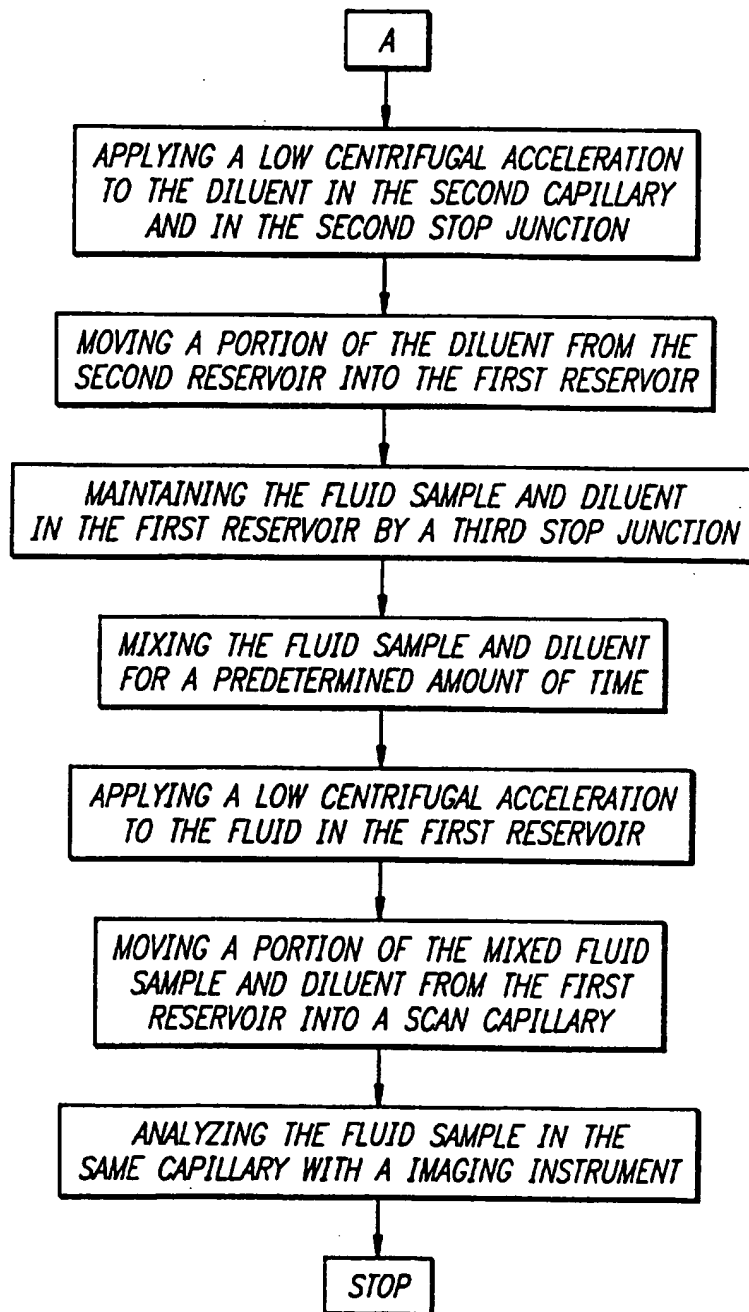 A
APPLYING A LOW CENTRIFUGAL ACCELERATION
TO THE DILUENT IN THE SECOND CAPILLARY
AND IN THE SECOND STOP JUNCTION
MOVING A PORTION OF THE DILUENT FROM THE
SECOND RESERVOIR INTO THE FIRST RESERVOIR
MAINTAINING THE FLUID SAMPLE AND DILUENT
IN THE FIRST RESERVOIR BY A THIRD STOP JUNCTION
MIXING THE FLUID SAMPLE AND DILUENT
FOR A PREDETERMINED AMOUNT OF TIME
APPLYING A LOW CENTRIFUGAL ACCELERATION
TO THE FLUID IN THE FIRST RESERVOIR
MOVING A PORTION OF THE MIXED FLUID
SAMPLE AND DILUENT FROM THE FIRST
RESERVOIR INTO A SCAN CAPILLARY
ANALYZING THE FLUID SAMPLE IN THE
SAME CAPILLARY WITH A IMAGING INSTRUMENT
STOP